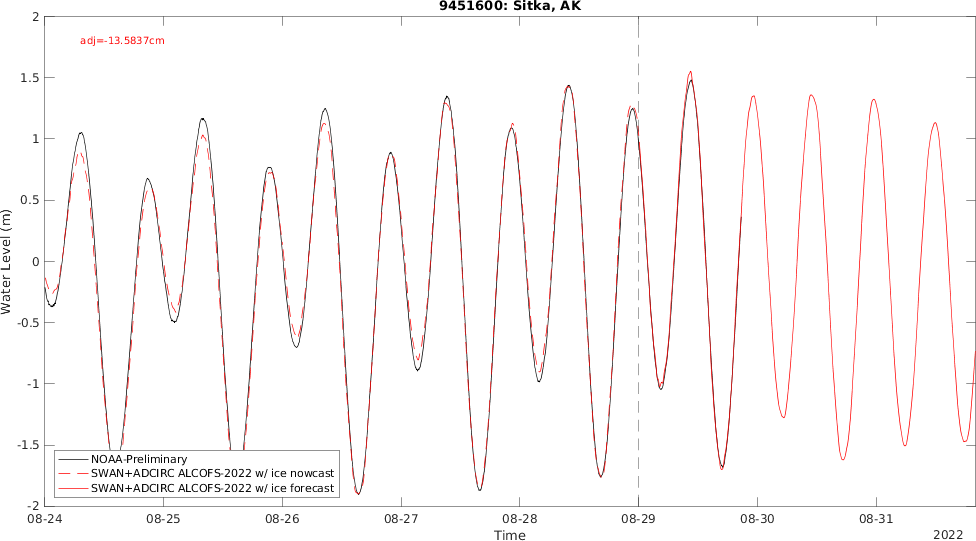 9451600: Sitka, AK
adj=-13.5837cm
2
1.5
1
0.5
0
-0.5
-1
-1.5
-2
Water Level (m)
NOAA-Preliminary
SWAN+ADCIRC ALCOFS-2022 w/ ice nowcast
SWAN+ADCIRC ALCOFS-2022 w/ ice forecast
08-24 08-25 08-26 08-27 08-28 08-29 08-30 08-31
Time
2022